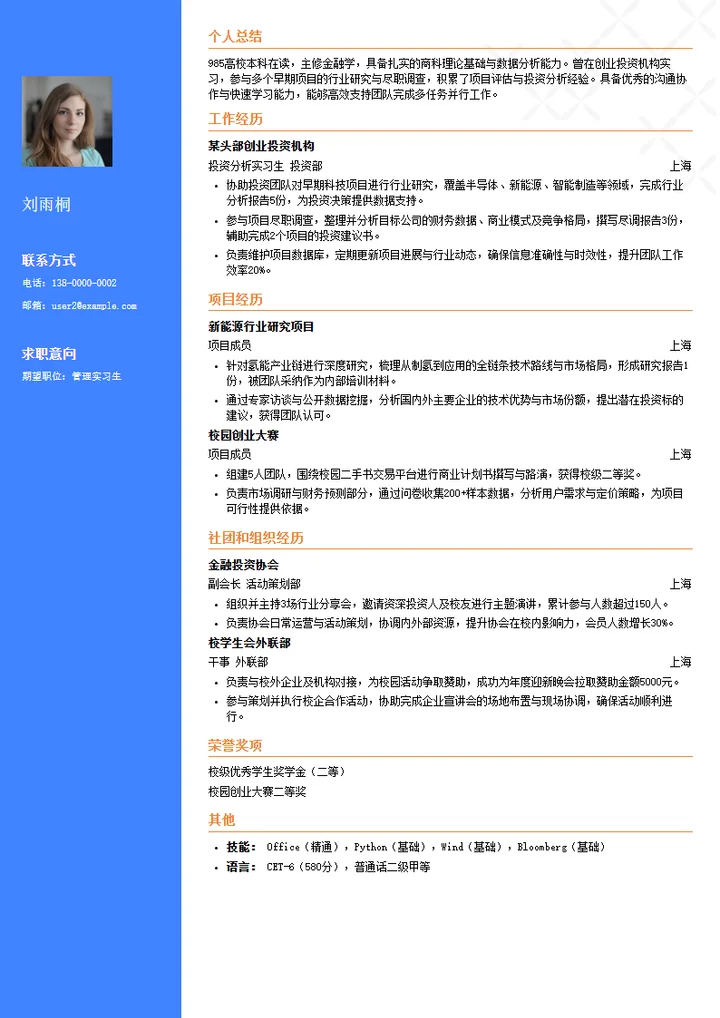 刘雨桐
联系方式
电话：138-0000-0002
邮箱：user2@example.com
求职意向
期望职位：管理实习生
个人总结
985高校本科在读，主修金融学，具备扎实的商科理论基础与数据分析能力。曾在创业投资机构实
习，参与多个早期项目的行业研究与尽职调查，积累了项目评估与投资分析经验。具备优秀的沟通协
作与快速学习能力，能够高效支持团队完成多任务并行工作。
工作经历
某头部创业投资机构
投资分析实习生 投资部 上海
• 协助投资团队对早期科技项目进行行业研究，覆盖半导体、新能源、智能制造等领域，完成行业
分析报告5份，为投资决策提供数据支持。
• 参与项目尽职调查，整理并分析目标公司的财务数据、商业模式及竞争格局，撰写尽调报告3份，
辅助完成2个项目的投资建议书。
• 负责维护项目数据库，定期更新项目进展与行业动态，确保信息准确性与时效性，提升团队工作
效率20%。
项目经历
新能源行业研究项目
项目成员 上海
• 针对氢能产业链进行深度研究，梳理从制氢到应用的全链条技术路线与市场格局，形成研究报告1
份，被团队采纳作为内部培训材料。
• 通过专家访谈与公开数据挖掘，分析国内外主要企业的技术优势与市场份额，提出潜在投资标的
建议，获得团队认可。
校园创业大赛
项目成员 上海
• 组建5人团队，围绕校园二手书交易平台进行商业计划书撰写与路演，获得校级二等奖。
• 负责市场调研与财务预测部分，通过问卷收集200+样本数据，分析用户需求与定价策略，为项目
可行性提供依据。
社团和组织经历
金融投资协会
副会长 活动策划部 上海
• 组织并主持3场行业分享会，邀请资深投资人及校友进行主题演讲，累计参与人数超过150人。
• 负责协会日常运营与活动策划，协调内外部资源，提升协会在校内影响力，会员人数增长30%。
校学生会外联部
干事 外联部 上海
• 负责与校外企业及机构对接，为校园活动争取赞助，成功为年度迎新晚会拉取赞助金额5000元。
• 参与策划并执行校企合作活动，协助完成企业宣讲会的场地布置与现场协调，确保活动顺利进
行。
荣誉奖项
校级优秀学生奖学金（二等）
校园创业大赛二等奖
其他
• 技能： Office（精通），Python（基础），Wind（基础），Bloomberg（基础）
• 语言： CET-6（580分），普通话二级甲等